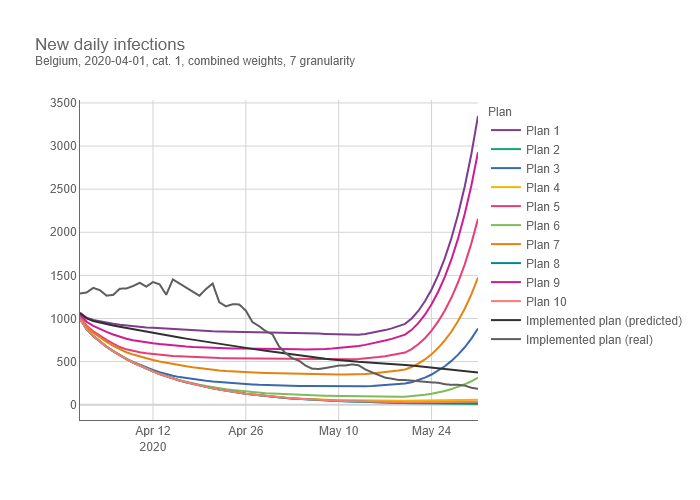 New daily infections
Belgium, 2020-04-01, cat. 1, combined weights, 7 granularity
3500
3000
2500
2000
1500
1000
500
0
Apr 12
2020
Apr 26
May 10
May 24
Plan
Plan 1
Plan 2
Plan 3
Plan 4
Plan 5
Plan 6
Plan 7
Plan 8
Plan 9
Plan 10
Implemented plan (predicted)
Implemented plan (real)